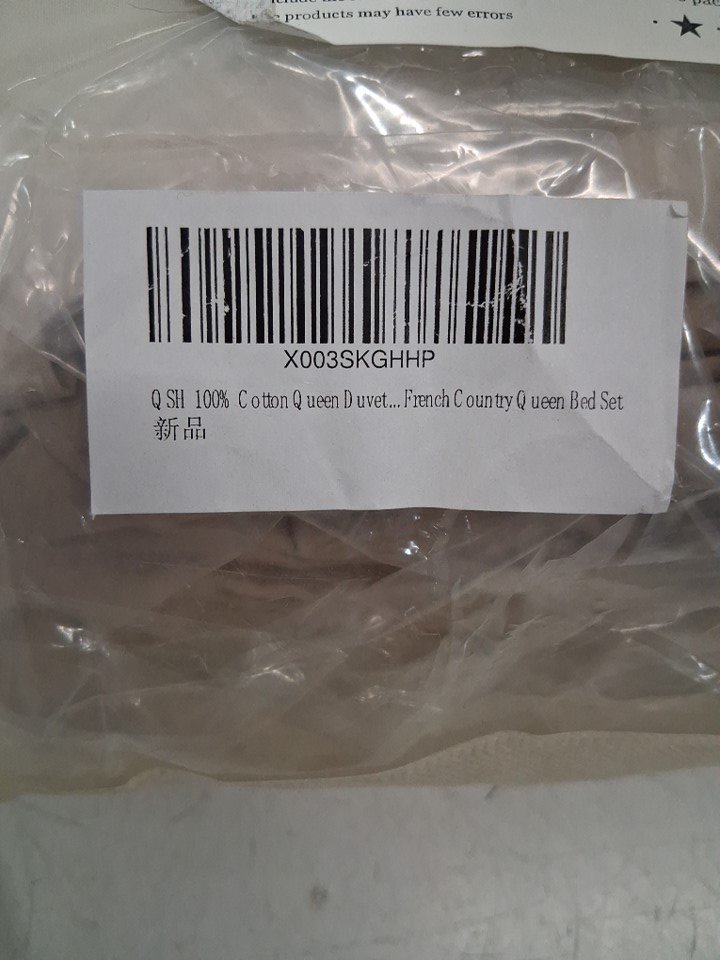 products may have few errors
X003SKGHHP
QSH 100% Cotton Queen Duvet... French Country Queen Bed Set
新品